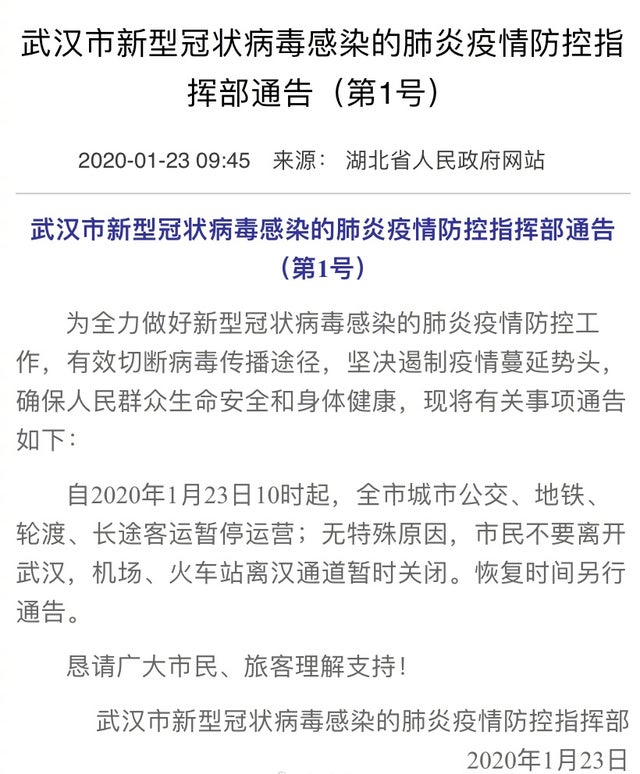 武汉市新型冠状病毒感染的肺炎疫情防控指
挥部通告（第1号）
2020-01-23 09:45 来源： 湖北省人民政府网站
武汉市新型冠状病毒感染的肺炎疫情防控指挥部通告
（第1号）
为全力做好新型冠状病毒感染的肺炎疫情防控工
作，有效切断病毒传播途径，坚决遏制疫情蔓延势头，
确保人民群众生命安全和身体健康，现将有关事项通告
如下：
自2020年1月23日10时起，全市城市公交、地铁、
轮渡、长途客运暂停运营；无特殊原因，市民不要离开
武汉，机场、火车站离汉通道暂时关闭。恢复时间另行
通告。
恳请广大市民、旅客理解支持！
武汉市新型冠状病毒感染的肺炎疫情防控指挥部
2020年1月23日